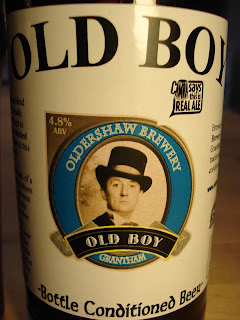 OLD BOY
CAMRA says
this is
REAL ALE
4.8%
ABV
OLDERSHAW BREWERY
OLD BOY
GRANTHAM
-Bottle Conditioned Beer-